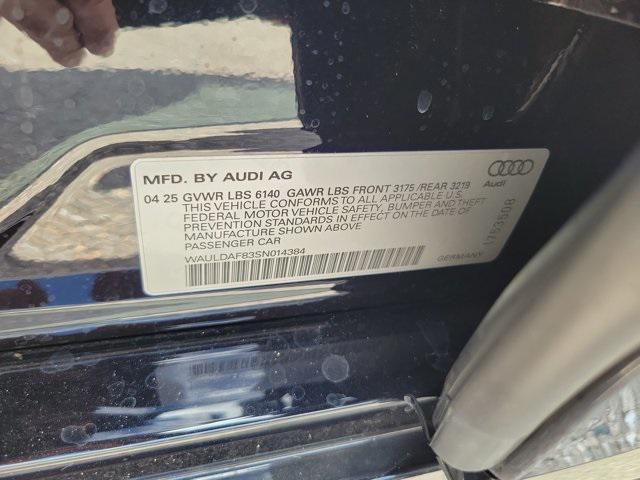 MFD. BY AUDI AG
04 25 GVWR LBS 6140 GAWR LBS FRONT 3175 /REAR 3219
THIS VEHICLE CONFORMS TO ALL APPLICABLE U.S.
FEDERAL MOTOR VEHICLE SAFETY, BUMPER AND THEFT
PREVENTION STANDARDS IN EFFECT ON THE DATE OF
MANUFACTURE SHOWN ABOVE
PASSENGER CAR
WAULDAF83SN014384
Audi
1753508
GERMANY